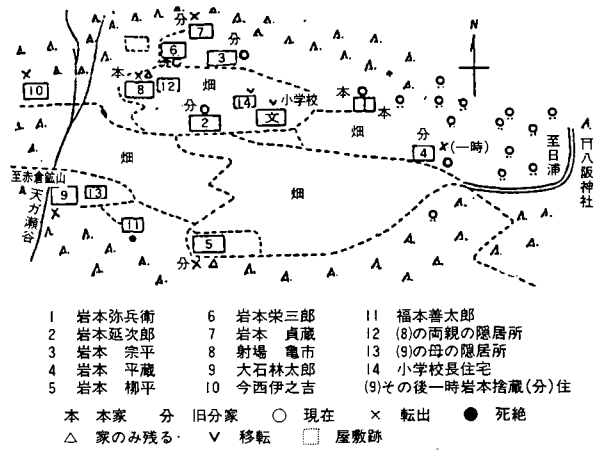 分 ×
7
N
6
分
3
本
8
12
畑
10
分
2
14
小学校
文
本
1
本
畑
分
4
×(一時)
至日浦
八阪神社
畑
畑
至赤倉鉱山
天ガ瀬谷
9
13
11
5
分×△
1 岩本弥兵衛
2 岩本延次郎
3 岩本 宗平
4 岩本 平蔵
5 岩本 柳平
6 岩本栄三郎
7 岩本 貞蔵
8 射場 亀市
9 大石林太郎
10 今西伊之吉
11 福本善太郎
12 (8)の両親の隠居所
13 (9)の母の隠居所
14 小学校長住宅
(9)その後一時岩本捨蔵(分)住
本 本家 分 旧分家 ○ 現在 × 転出 ● 死絶
△ 家のみ残る 移転 屋敷跡